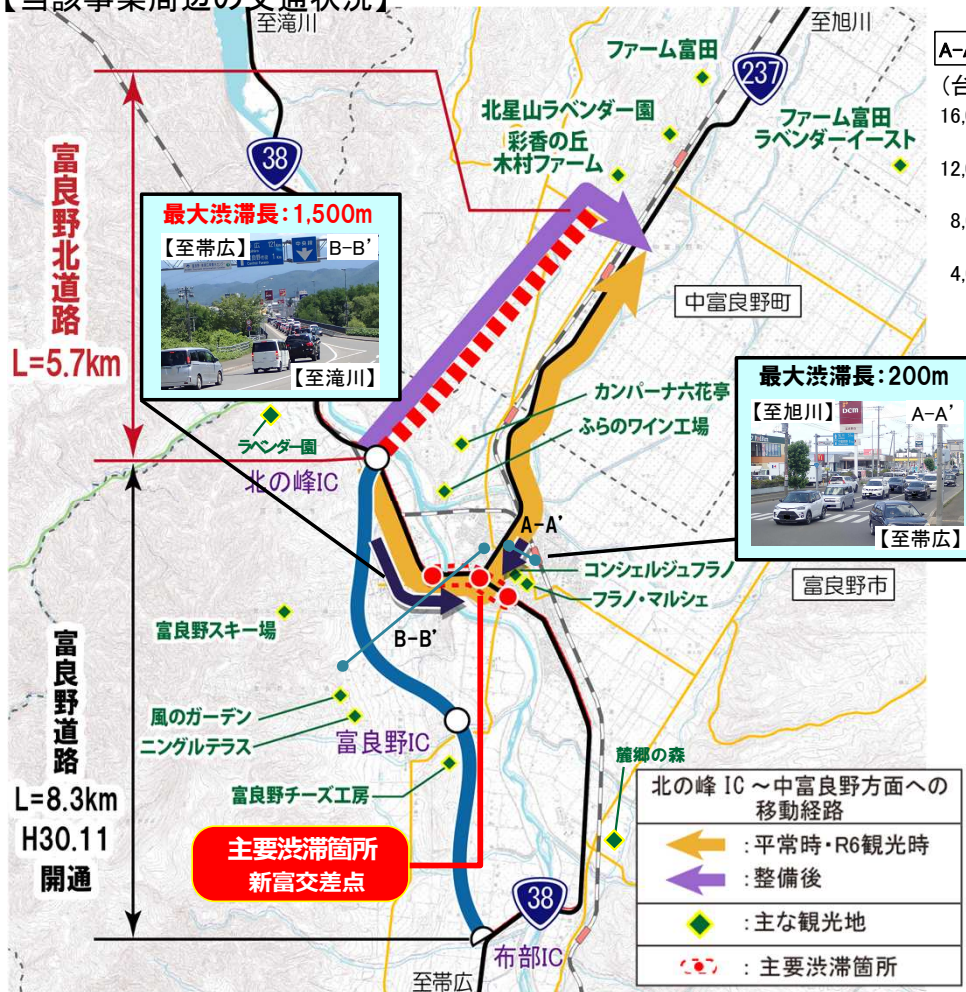 【当該事業周辺の交通状況】
至滝川
至旭川
ファーム富田
237
A-A
(台
16,
12,
8,
4,
北星山ラベンダー園
彩香の丘
木村ファーム
ファーム富田
ラベンダーイースト
38
富良野北道路
L=5.7km
最大渋滞長:1,500m
【至帯広】
B-B'
【至滝川】
中富良野町
カンパーナ六花亭
ふらのワイン工場
最大渋滞長:200m
【至旭川】
A-A'
DCM
【至帯広】
ラベンダー園
北の峰IC
A-A'
コンシェルジュフラノ
フラノ・マルシェ
富良野市
B-B'
富良野スキー場
富良野道路
L=8.3km
H30.11
開通
風のガーデン
ニングルテラス
富良野IC
富良野チーズ工房
麓郷の森
主要渋滞箇所
新富交差点
38
布部IC
至帯広
北の峰 IC ~中富良野方面への
移動経路
:平常時・R6観光時
:整備後
:主な観光地
:主要渋滞箇所